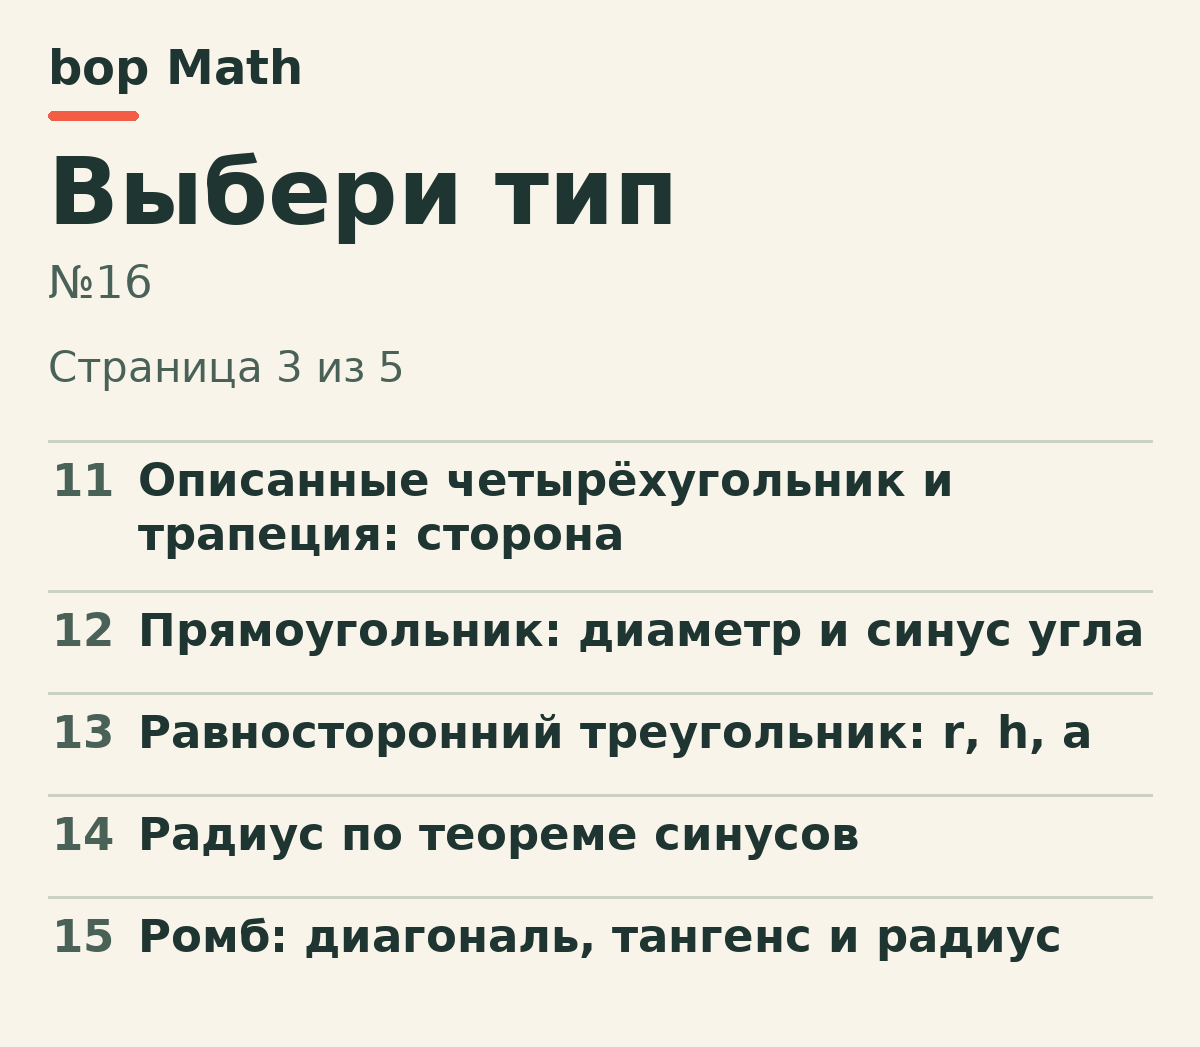 bop Math
Выбери тип
№16
Страница 3 из 5
11 Описанные четырёхугольник и
трапеция: сторона
12 Прямоугольник: диаметр и синус угла
13 Равносторонний треугольник: r, h, a
14 Радиус по теореме синусов
15 Ромб: диагональ, тангенс и радиус